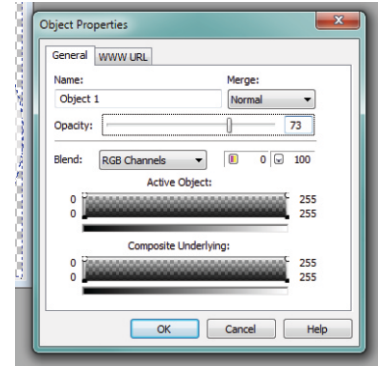 Object Properties
General WWW URL
Name: Merge:
Object 1 Normal
Opacity: 73
Blend: RGB Channels 0 100
Active Object:
0 255
0 255
Composite Underlying:
0 255
0 255
OK Cancel Help